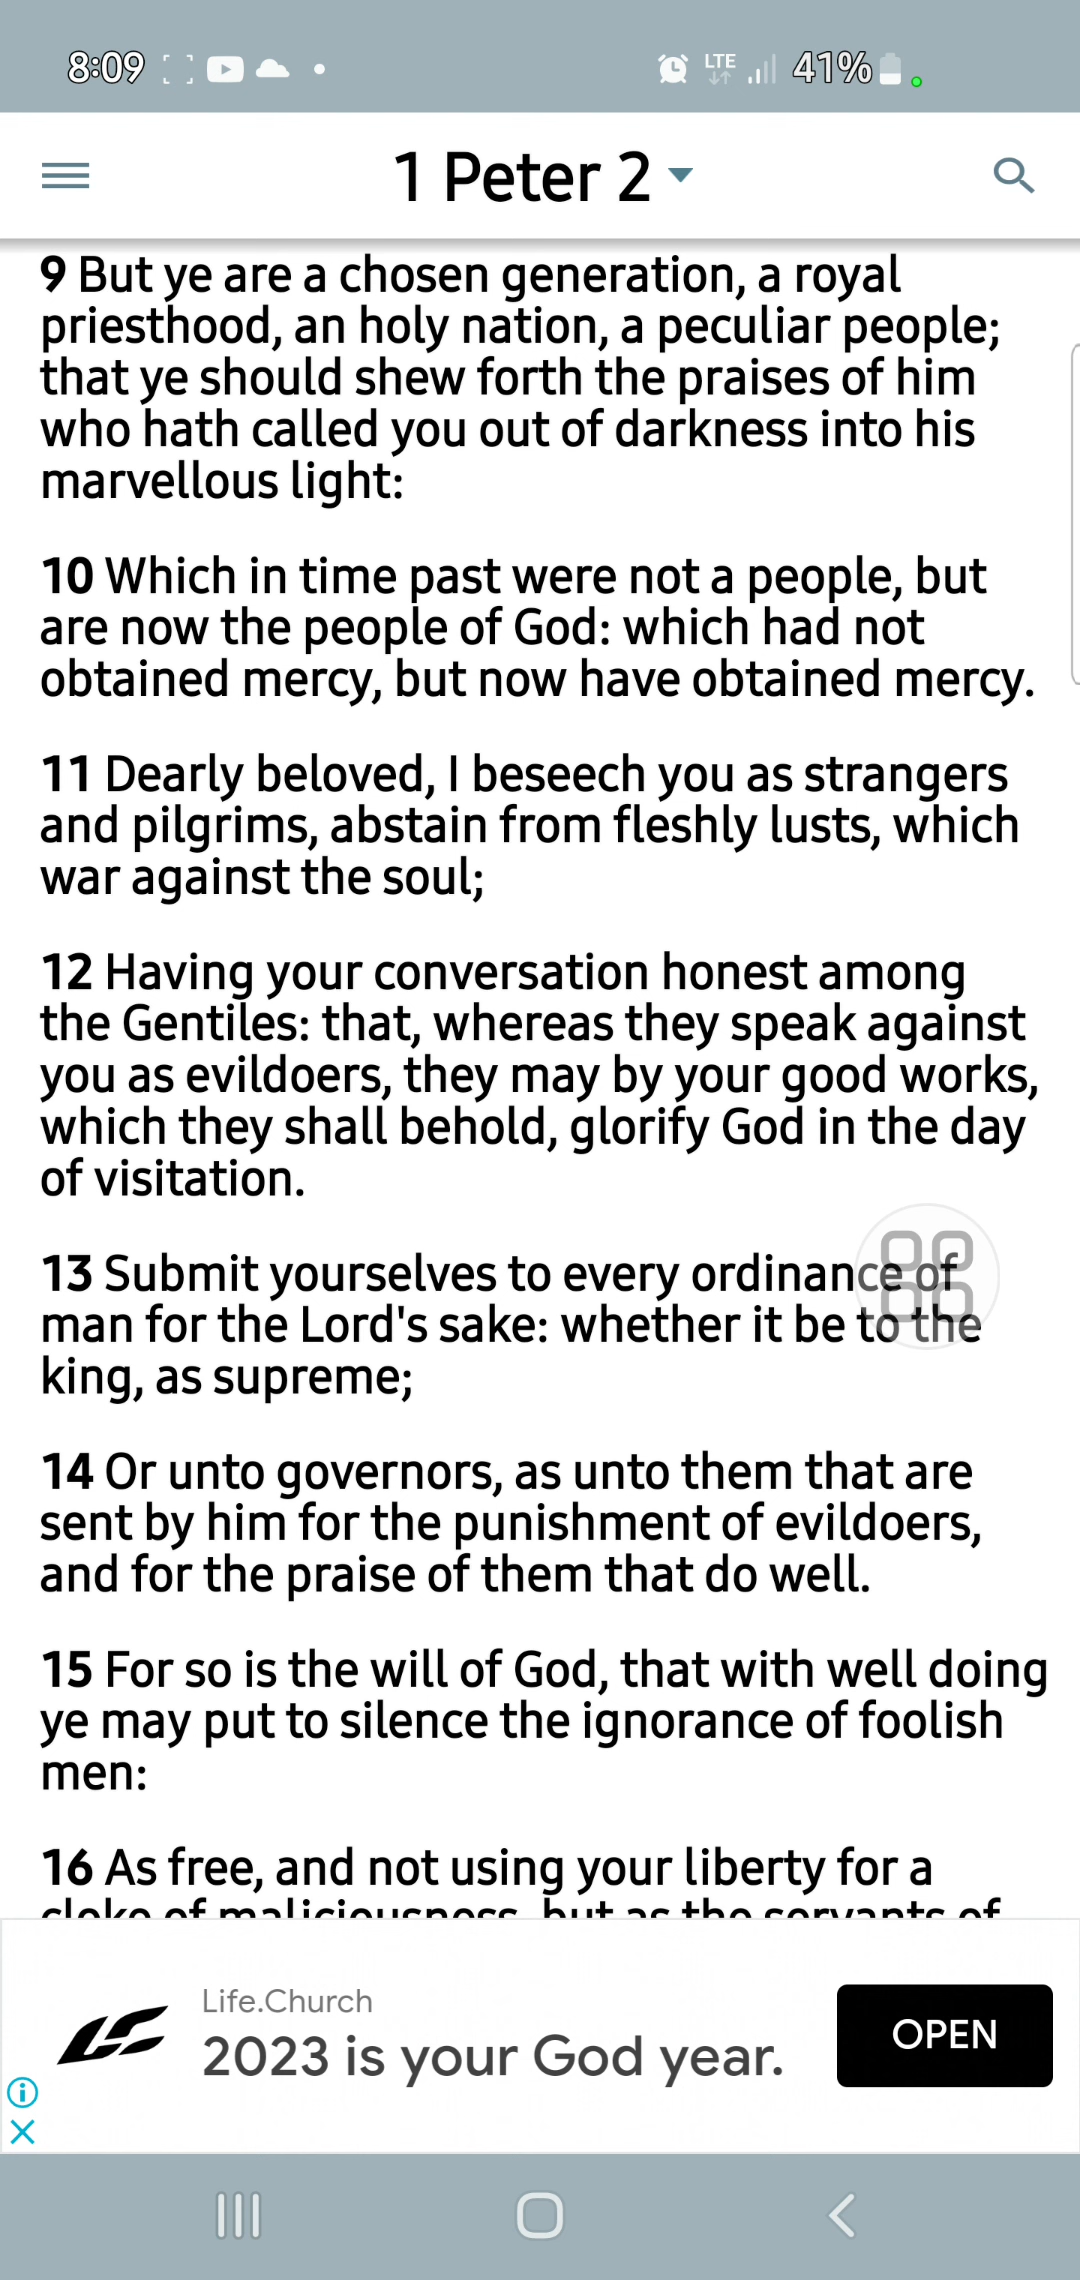 8:09
LTE
41%
1 Peter 2
9 But ye are a chosen generation, a royal
priesthood, an holy nation, a peculiar people;
that ye should shew forth the praises of him
who hath called you out of darkness into his
marvellous light:
10 Which in time past were not a people, but
are now the people of God: which had not
obtained mercy, but now have obtained mercy.
11 Dearly beloved, I beseech you as strangers
and pilgrims, abstain from fleshly lusts, which
war against the soul;
12 Having your conversation honest among
the Gentiles: that, whereas they speak against
you as evildoers, they may by your good works,
which they shall behold, glorify God in the day
of visitation.
13 Submit yourselves to every ordinance of
man for the Lord's sake: whether it be to the
king, as supreme;
14 Or unto governors, as unto them that are
sent by him for the punishment of evildoers,
and for the praise of them that do well.
15 For so is the will of God, that with well doing
ye may put to silence the ignorance of foolish
men:
16 As free, and not using your liberty for a
cloke of maliciousness, but as the servants of
Life.Church
2023 is your God year.
OPEN